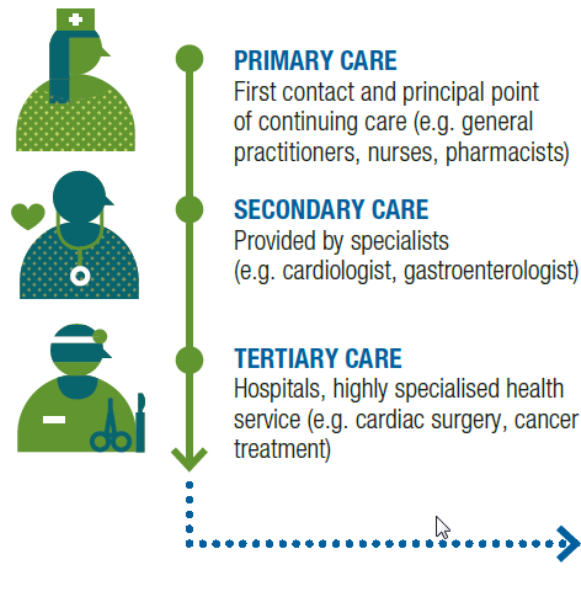 PRIMARY CARE
First contact and principal point
of continuing care (e.g. general
practitioners, nurses, pharmacists)
SECONDARY CARE
Provided by specialists
(e.g. cardiologist, gastroenterologist)
TERTIARY CARE
Hospitals, highly specialised health
service (e.g. cardiac surgery, cancer
treatment)